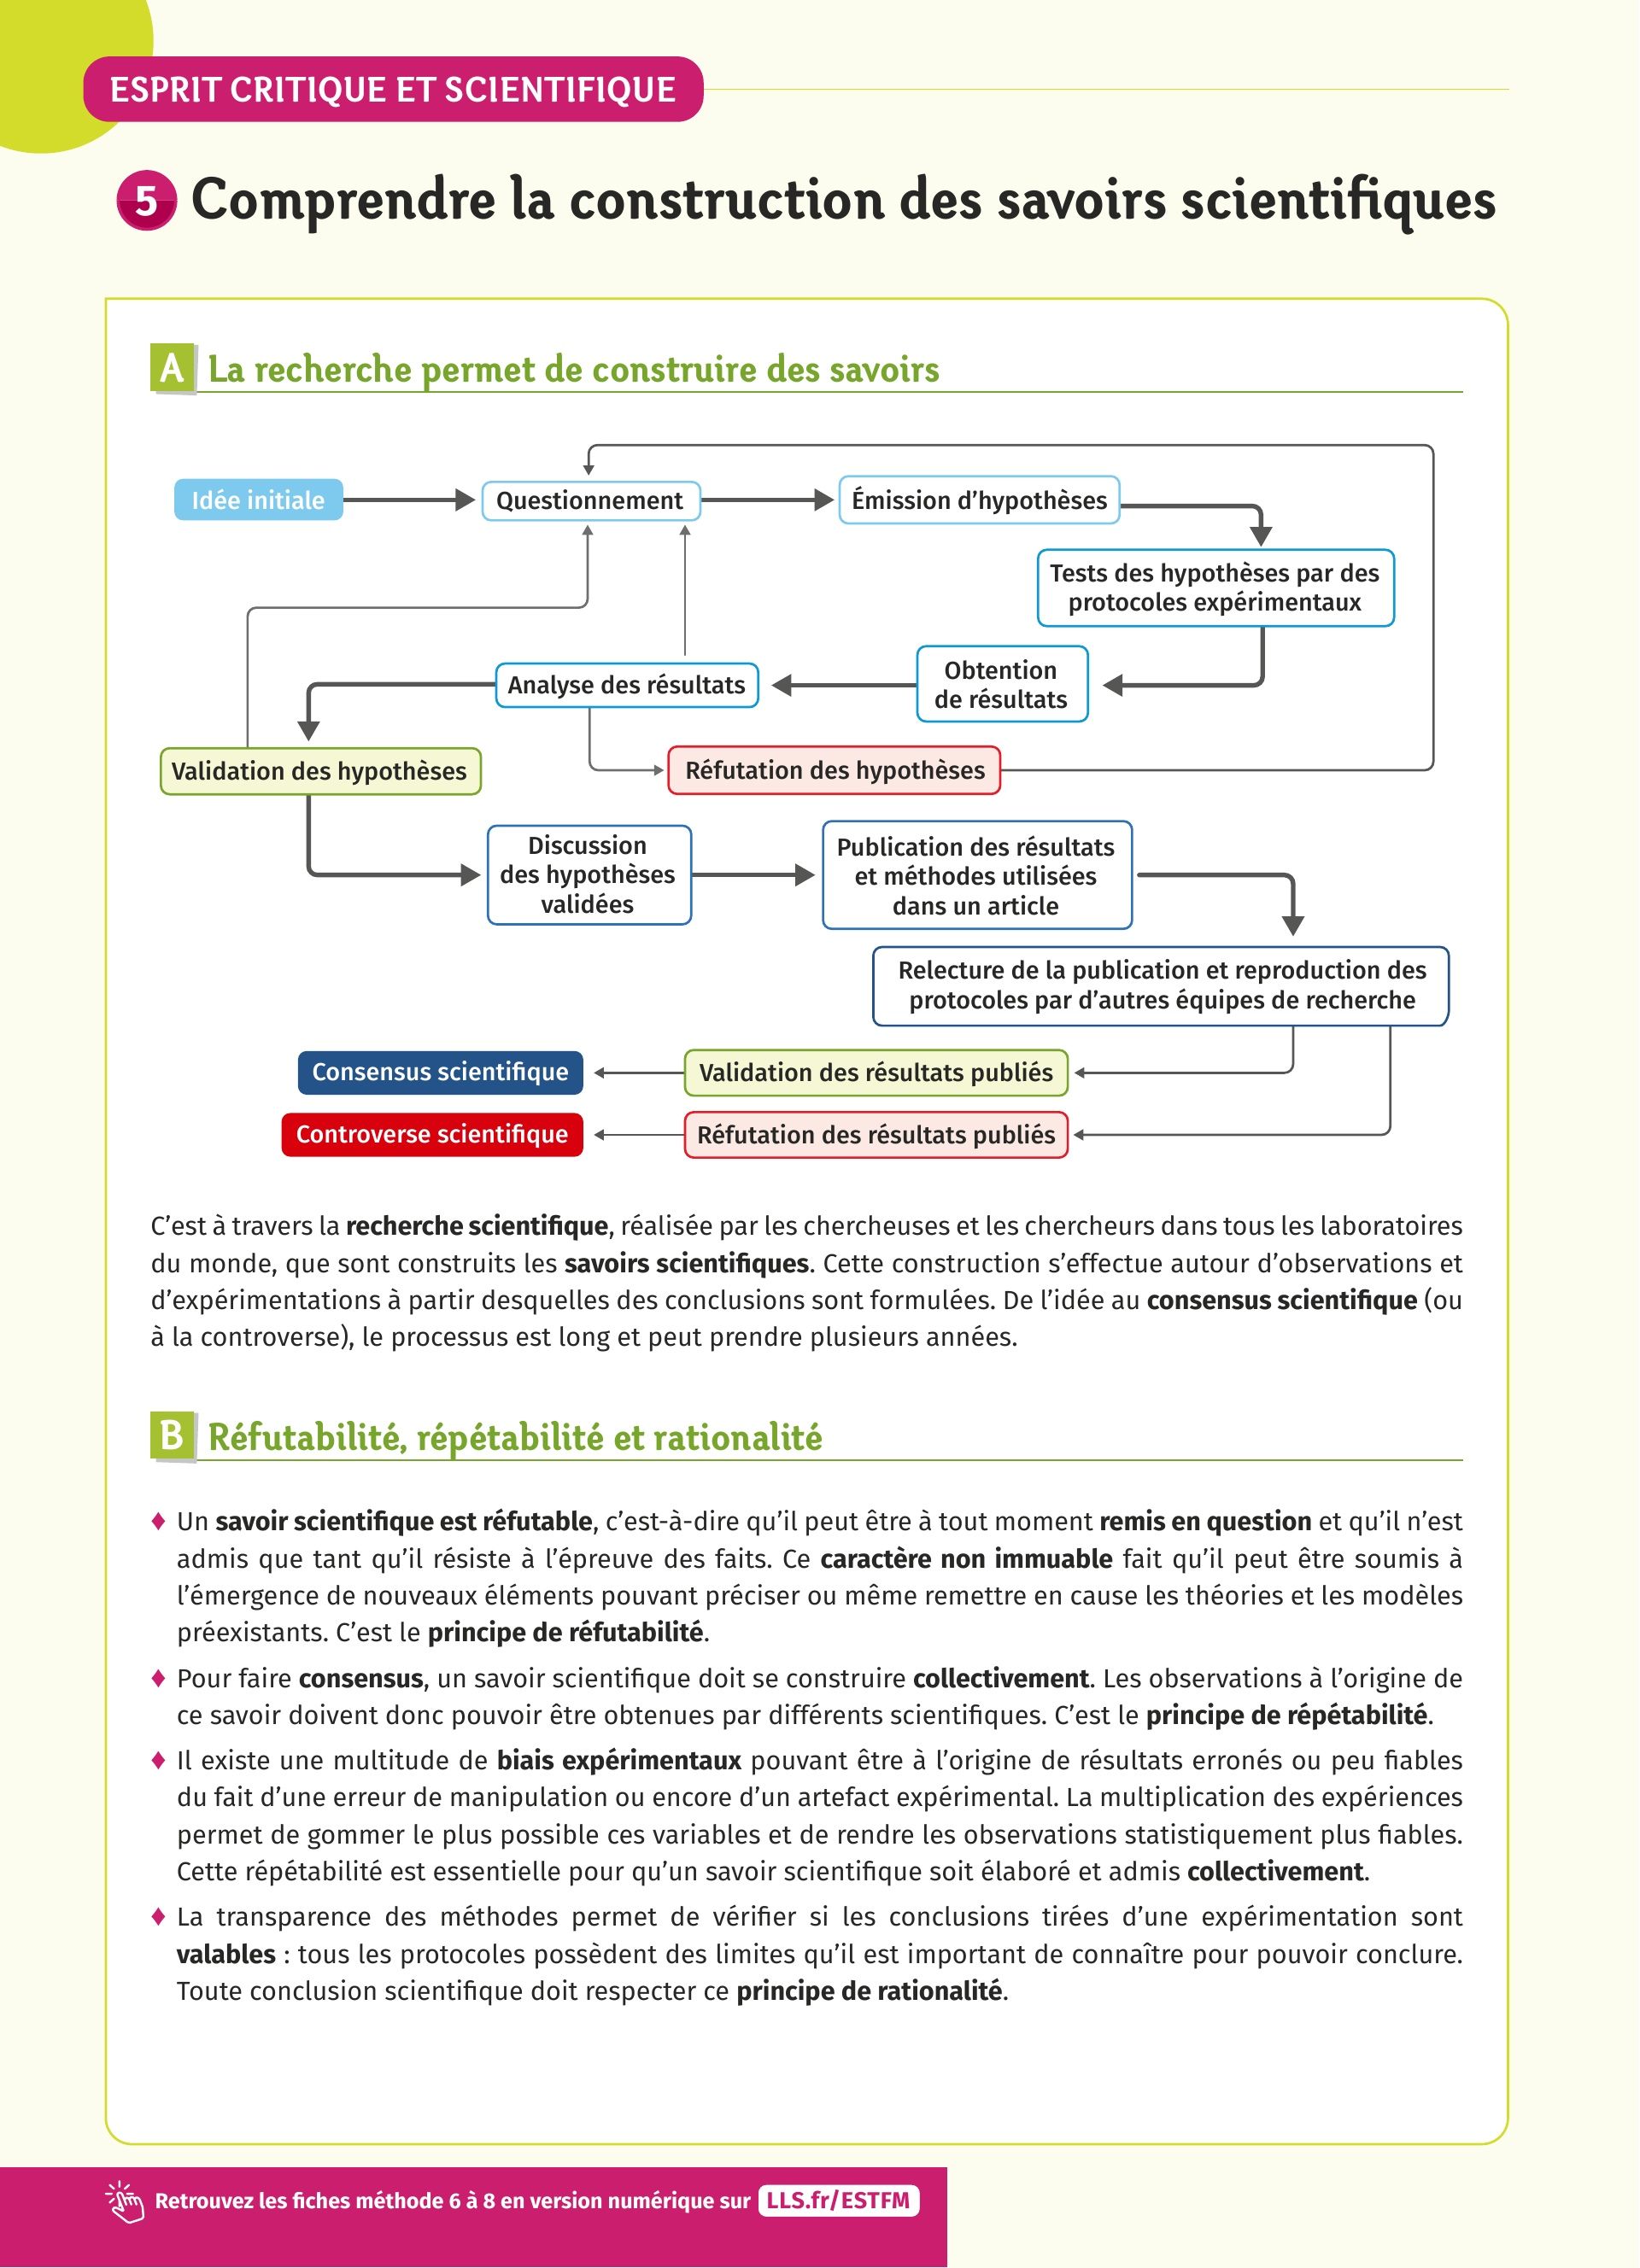 ESPRIT CRITIQUE ET SCIENTIFIQUE
5 Comprendre la construction des savoirs scientifiques
A La recherche permet de construire des savoirs
Idée initiale
Questionnement
Émission d’hypothèses
Tests des hypothèses par des
protocoles expérimentaux
Obtention
de résultats
Analyse des résultats
Validation des hypothèses
Réfutation des hypothèses
Discussion
des hypothèses
validées
Publication des résultats
et méthodes utilisées
dans un article
Relecture de la publication et reproduction des
protocoles par d’autres équipes de recherche
Consensus scientifique
Validation des résultats publiés
Controverse scientifique
Réfutation des résultats publiés
C’est à travers la recherche scientifique, réalisée par les chercheuses et les chercheurs dans tous les laboratoires
du monde, que sont construits les savoirs scientifiques. Cette construction s’effectue autour d’observations et
d’expérimentations à partir desquelles des conclusions sont formulées. De l’idée au consensus scientifique (ou
à la controverse), le processus est long et peut prendre plusieurs années.
B Réfutabilité, répétabilité et rationalité
♦ Un savoir scientifique est réfutable, c’est-à-dire qu’il peut être à tout moment remis en question et qu’il n’est
admis que tant qu’il résiste à l’épreuve des faits. Ce caractère non immuable fait qu’il peut être soumis à
l’émergence de nouveaux éléments pouvant préciser ou même remettre en cause les théories et les modèles
préexistants. C’est le principe de réfutabilité.
♦ Pour faire consensus, un savoir scientifique doit se construire collectivement. Les observations à l’origine de
ce savoir doivent donc pouvoir être obtenues par différents scientifiques. C’est le principe de répétabilité.
♦ Il existe une multitude de biais expérimentaux pouvant être à l’origine de résultats erronés ou peu fiables
du fait d’une erreur de manipulation ou encore d’un artefact expérimental. La multiplication des expériences
permet de gommer le plus possible ces variables et de rendre les observations statistiquement plus fiables.
Cette répétabilité est essentielle pour qu’un savoir scientifique soit élaboré et admis collectivement.
♦ La transparence des méthodes permet de vérifier si les conclusions tirées d’une expérimentation sont
valables : tous les protocoles possèdent des limites qu’il est important de connaître pour pouvoir conclure.
Toute conclusion scientifique doit respecter ce principe de rationalité.
Retrouvez les fiches méthode 6 à 8 en version numérique sur LLS.fr/ESTFM